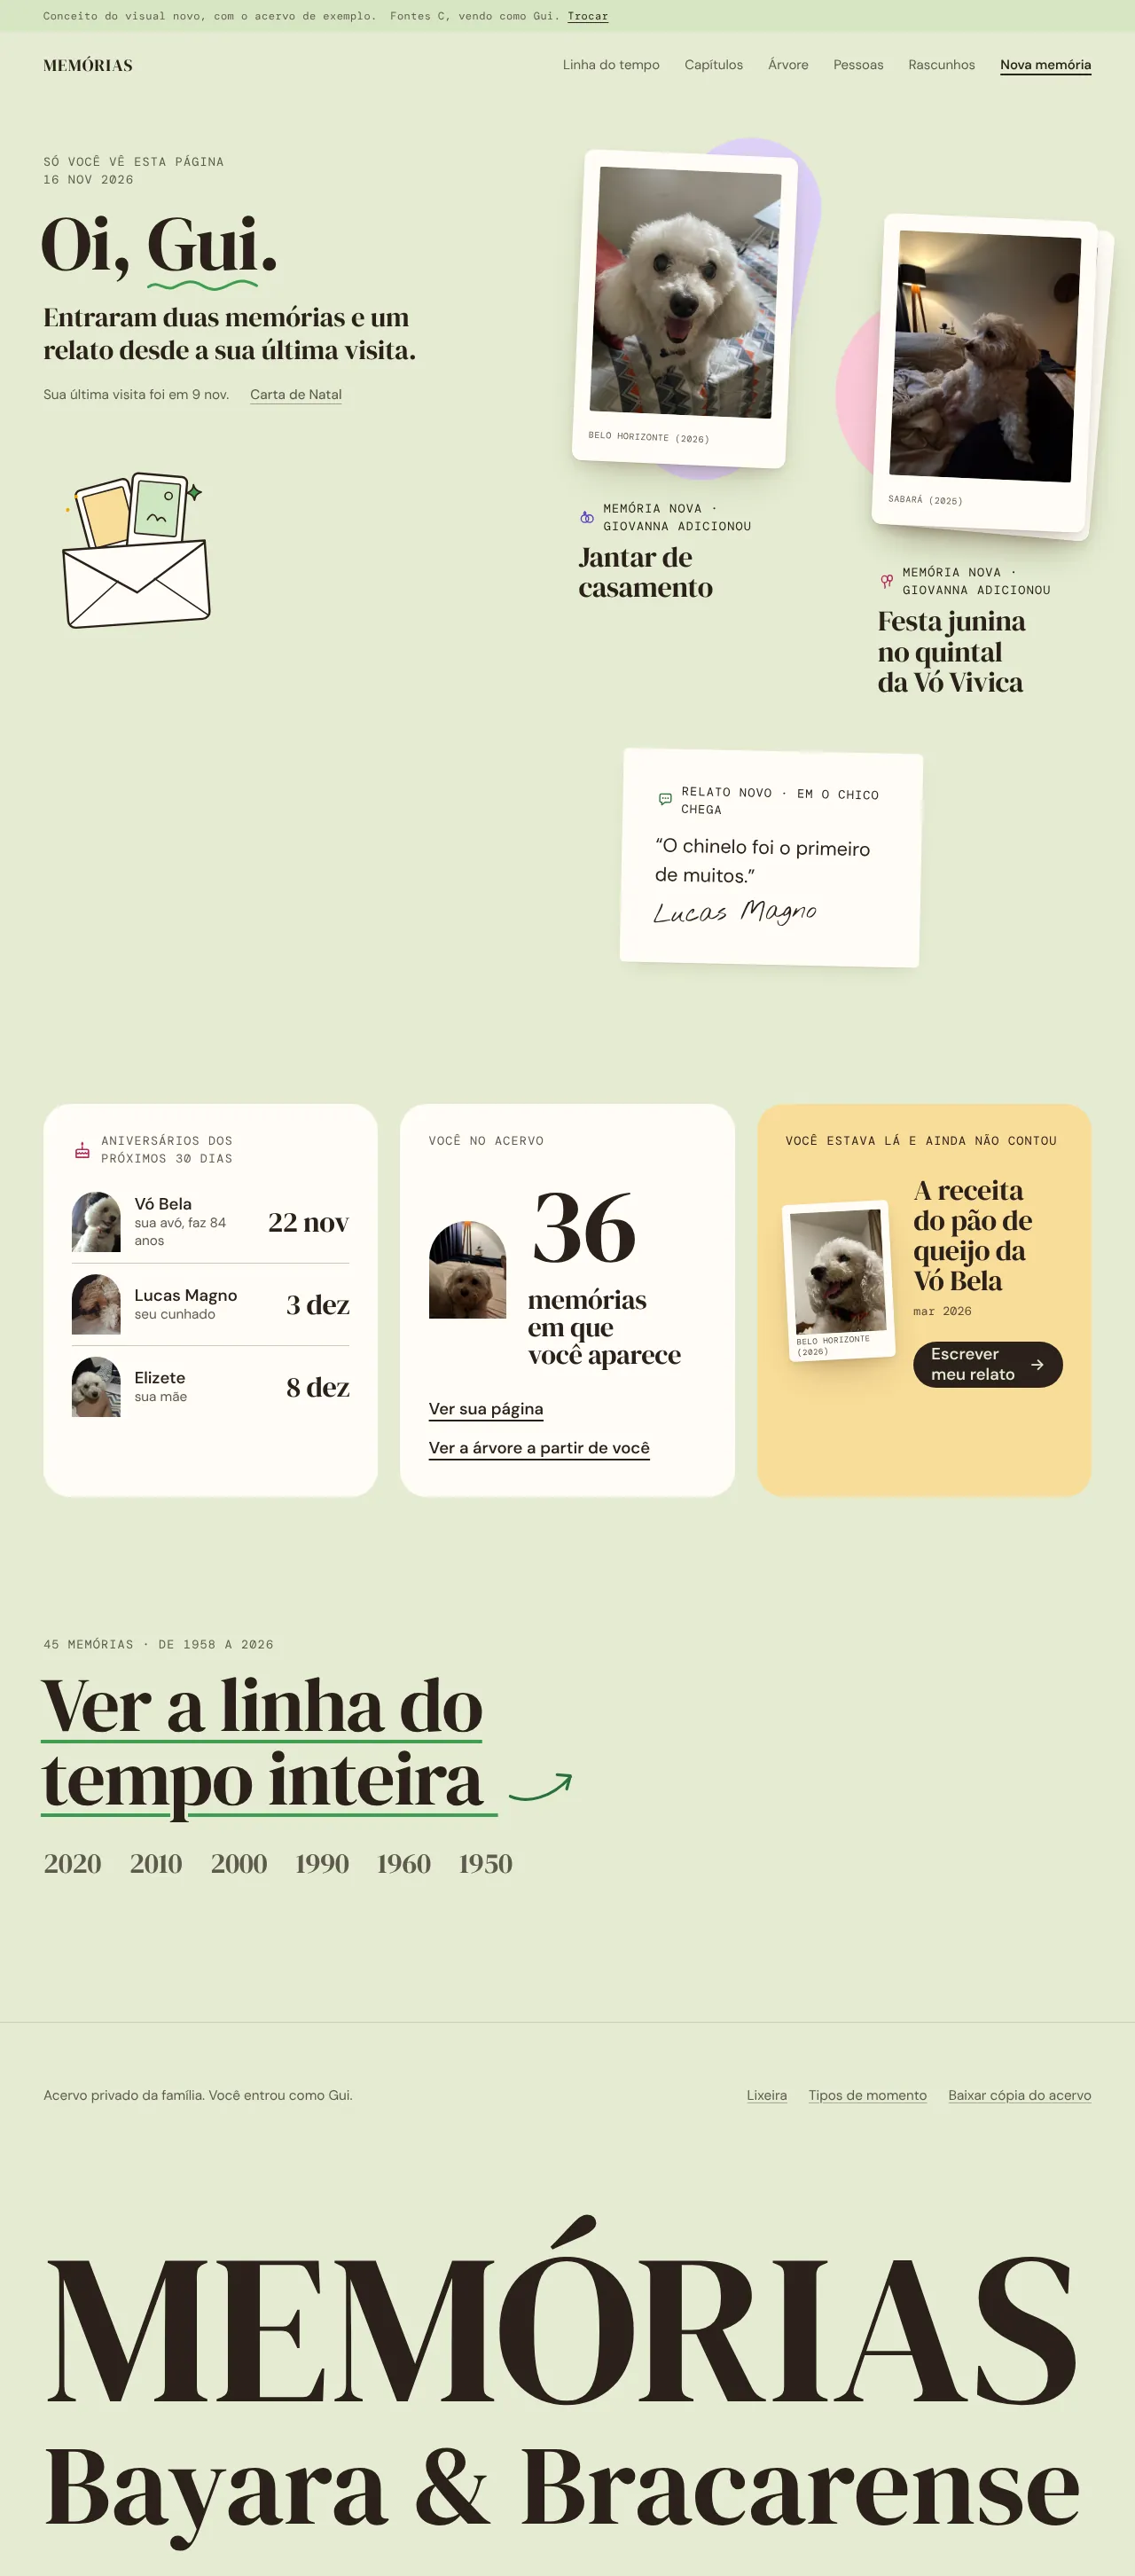 Conceito do visual novo, com o acervo de exemplo. Fontes C, vendo como Gui. Trocar
MEMÓRIAS
Linha do tempo Capítulos Árvore Pessoas Rascunhos Nova memória
SÓ VOCÊ VÊ ESTA PÁGINA
16 NOV 2026
Oi, Gui.
Entraram duas memórias e um
relato desde a sua última visita.
Sua última visita foi em 9 nov. Carta de Natal
BELO HORIZONTE (2026)
MEMÓRIA NOVA ·
GIOVANNA ADICIONOU
Jantar de
casamento
SABARÁ (2025)
MEMÓRIA NOVA ·
GIOVANNA ADICIONOU
Festa junina
no quintal
da Vó Vivica
RELATO NOVO · EM O CHICO
CHEGA
“O chinelo foi o primeiro
de muitos.”
Lucas Magno
ANIVERSÁRIOS DOS
PRÓXIMOS 30 DIAS
Vó Bela
sua avó, faz 84
anos
22 nov
Lucas Magno
seu cunhado
3 dez
Elizete
sua mãe
8 dez
VOCÊ NO ACERVO
36
memórias
em que
você aparece
Ver sua página
Ver a árvore a partir de você
VOCÊ ESTAVA LÁ E AINDA NÃO CONTOU
BELO HORIZONTE
(2026)
A receita
do pão de
queijo da
Vó Bela
mar 2026
Escrever
meu relato
45 MEMÓRIAS · DE 1958 A 2026
Ver a linha do
tempo inteira
2020 2010 2000 1990 1960 1950
Acervo privado da família. Você entrou como Gui.
Lixeira Tipos de momento Baixar cópia do acervo
MEMÓRIAS
Bayara & Bracarense